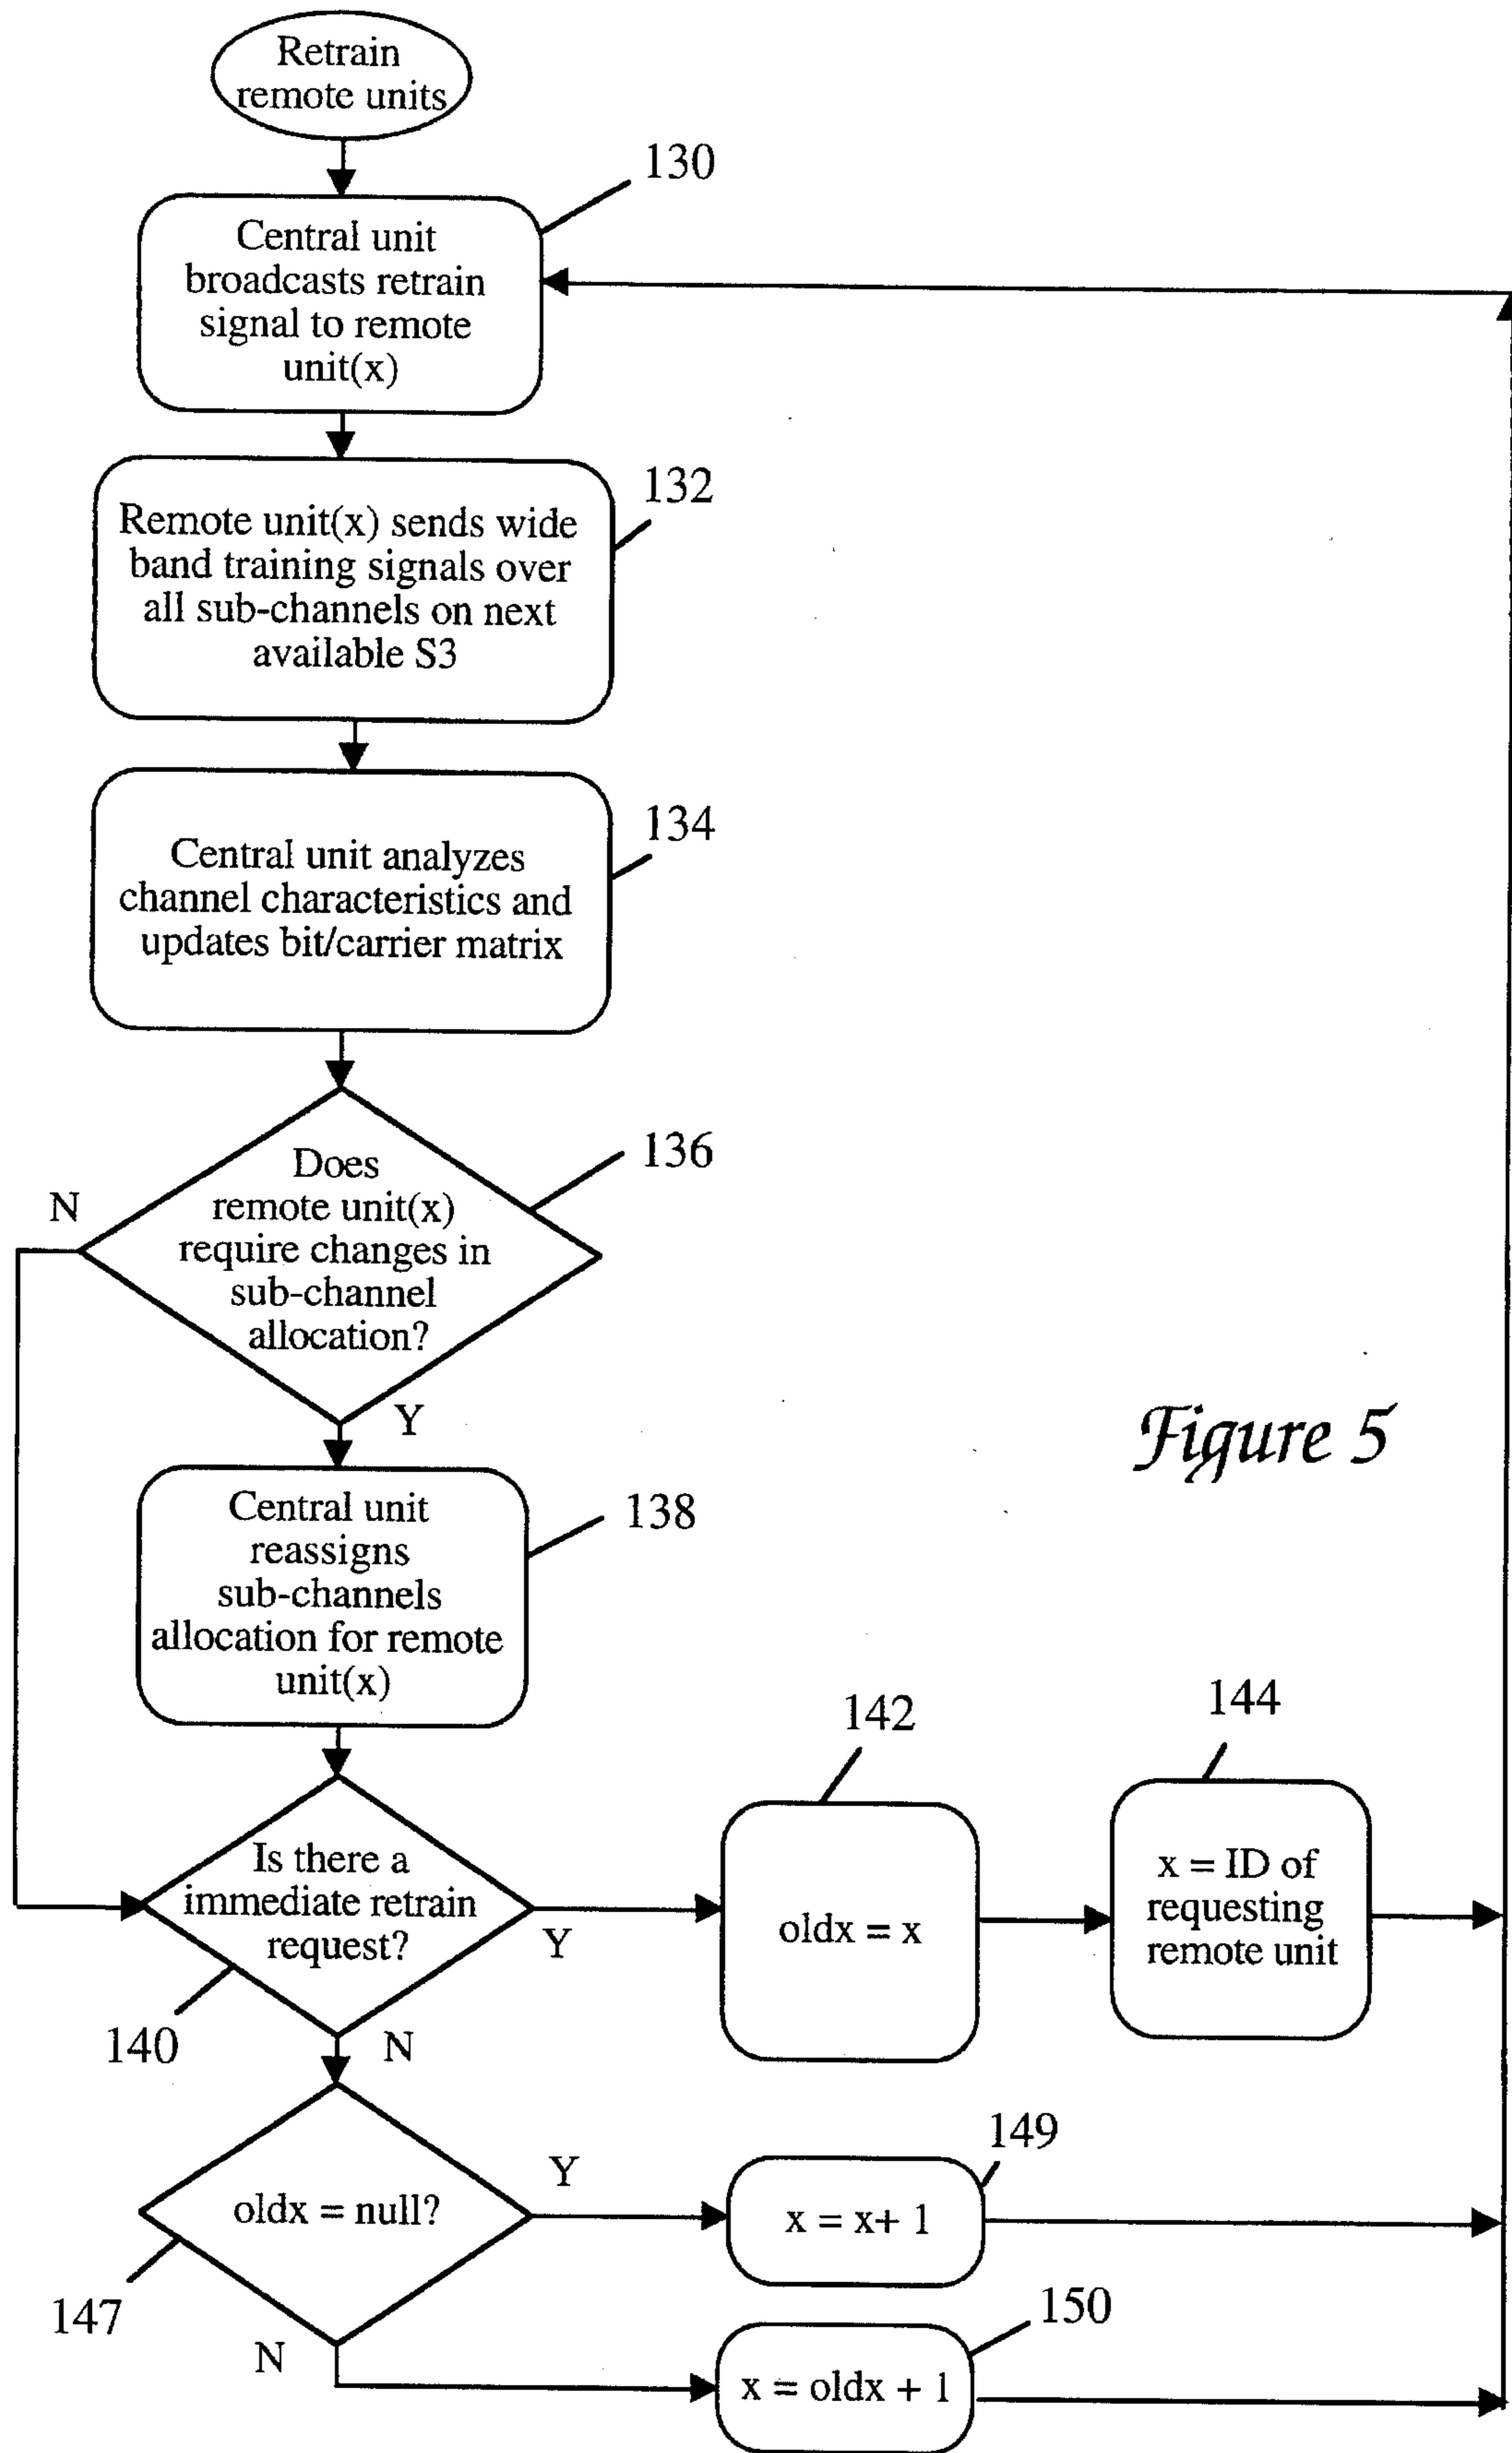 Retrain
remote units
130
Central unit
broadcasts retrain
signal to remote
unit(x)
132
Remote unit(x) sends wide
band training signals over
all sub-channels on next
available S3
134
Central unit analyzes
channel characteristics and
updates bit/carrier matrix
136
Does
remote unit(x)
require changes in
sub-channel
allocation?
N
Y
Figure 5
138
Central unit
reassigns
sub-channels
allocation for remote
unit(x)
142
144
Is there a
immediate retrain
request?
Y
oldx = x
x = ID of
requesting
remote unit
140
N
149
oldx = null?
Y
x = x+ 1
147
N
150
x = oldx + 1